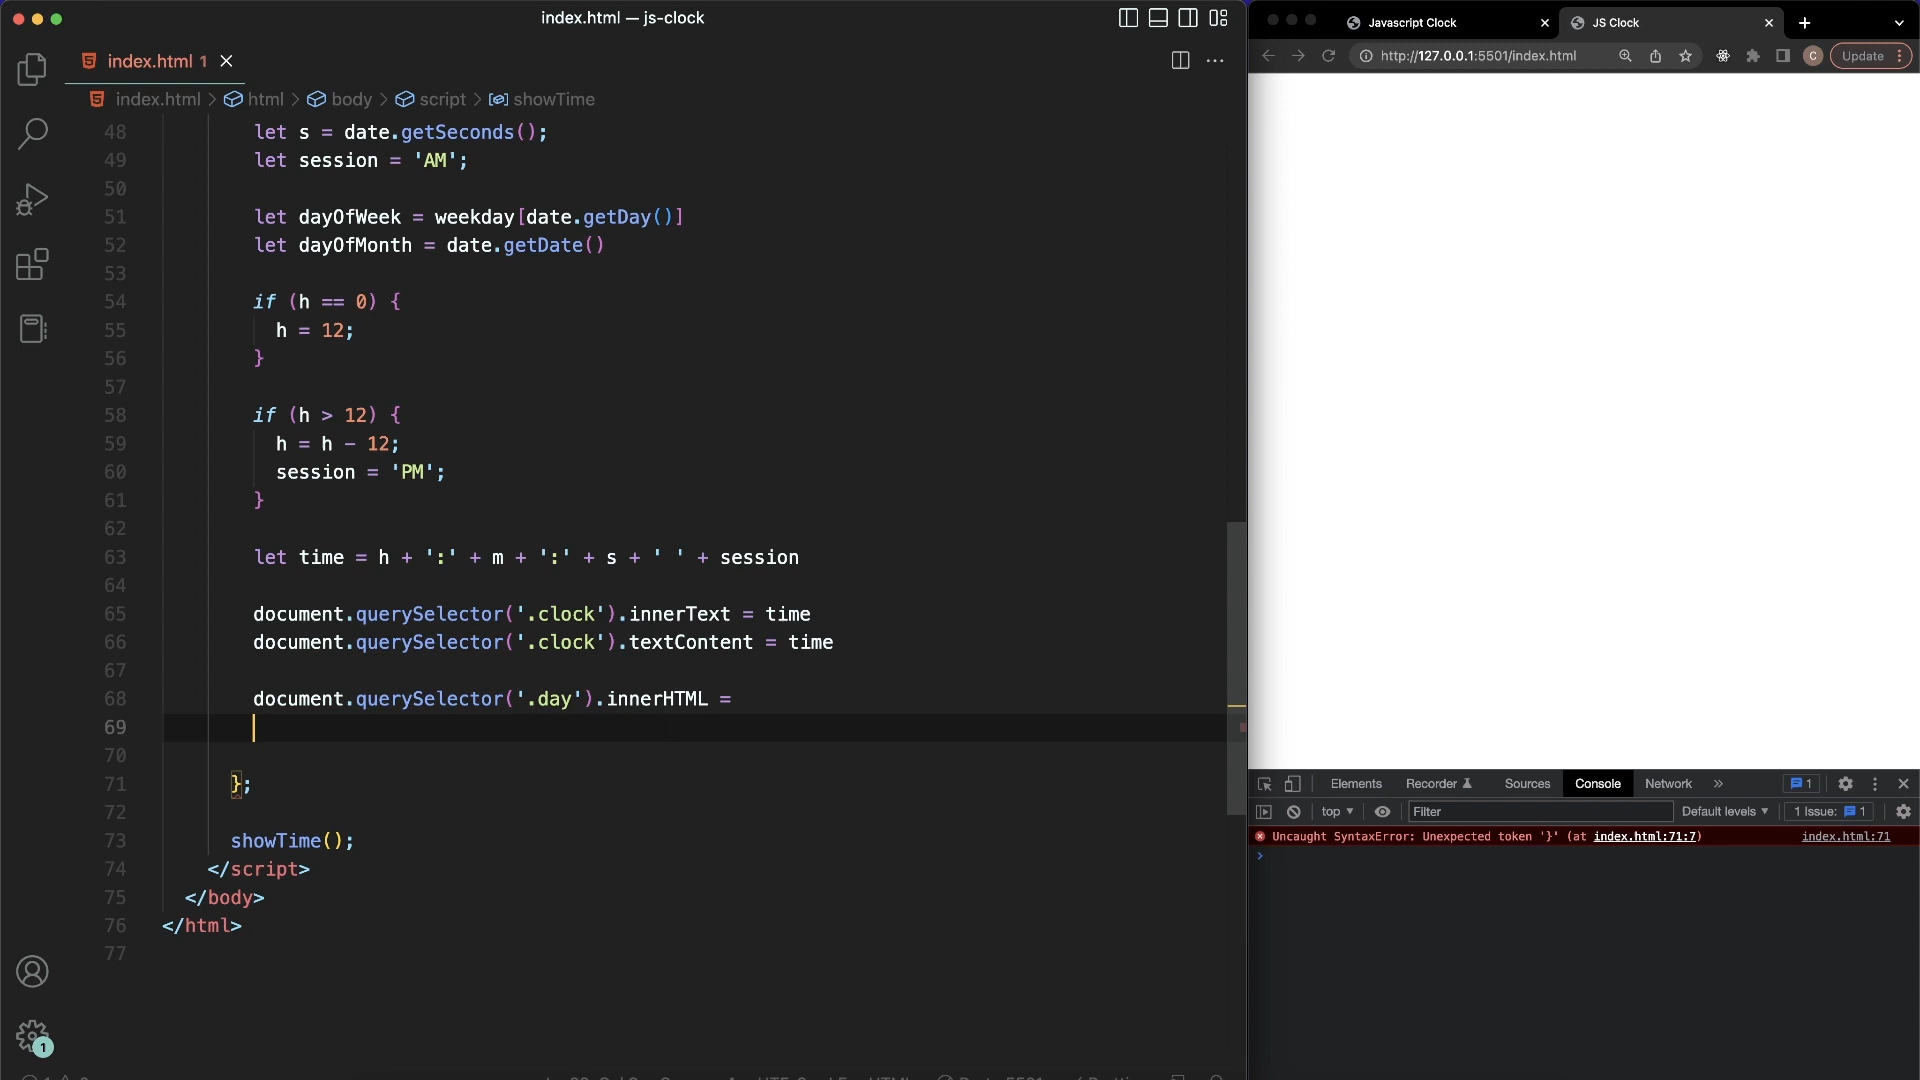 index.html — js-clock
index.html 1
index.html > html > body > script > showTime
48 let s = date.getSeconds();
49 let session = 'AM';
50
51 let dayOfWeek = weekday[date.getDay()]
52 let dayOfMonth = date.getDate()
53
54 if (h == 0) {
55 h = 12;
56 }
57
58 if (h > 12) {
59 h = h - 12;
60 session = 'PM';
61 }
62
63 let time = h + ':' + m + ':' + s + ' ' + session
64
65 document.querySelector('.clock').innerText = time
66 document.querySelector('.clock').textContent = time
67
68 document.querySelector('.day').innerHTML =
69
70
71 };
72
73 showTime();
74 </script>
75 </body>
76 </html>
77
1
Javascript Clock
JS Clock
http://127.0.0.1:5501/index.html
C
Update
Elements Recorder Sources Console Network » 1
top Filter Default levels 1 Issue: 1
Uncaught SyntaxError: Unexpected token '}' (at index.html:71:7) index.html:71